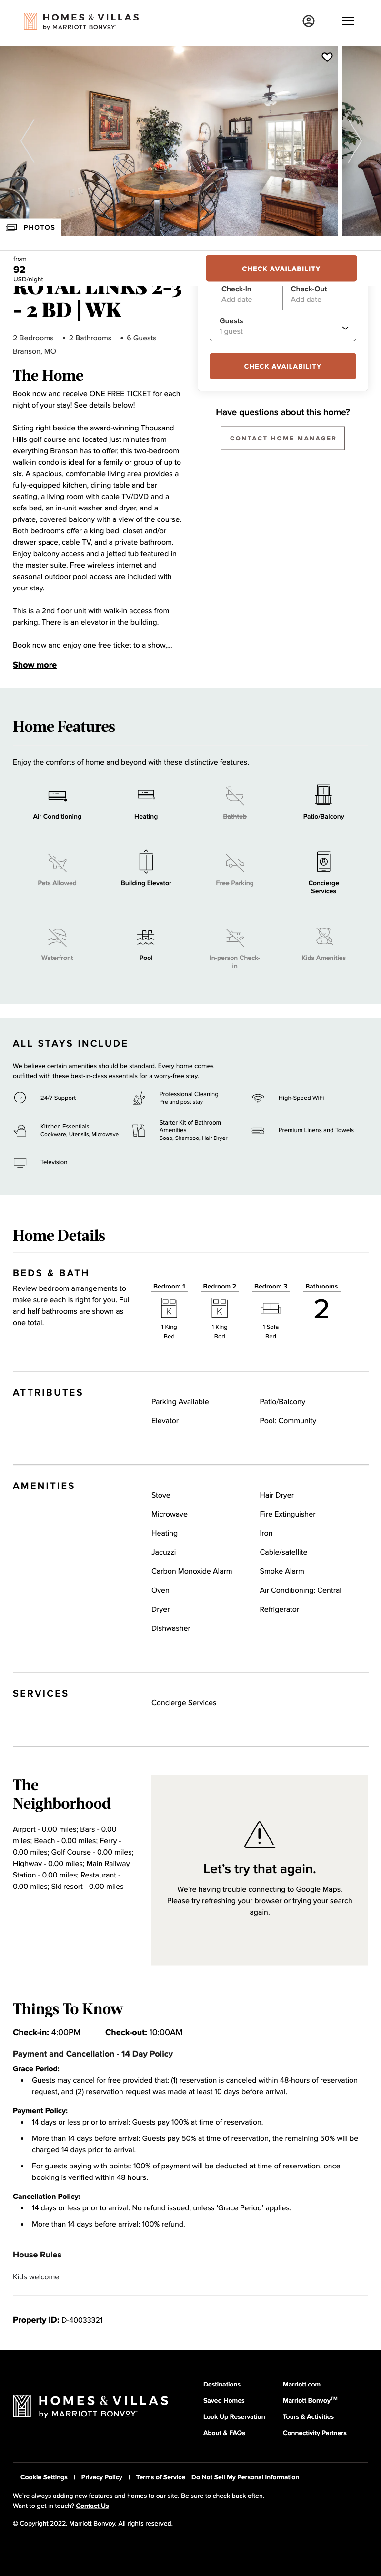 HOMES & VILLAS
by MARRIOTT BONVOY
PHOTOS
from
92
USD/night
CHECK AVAILABILITY
ROYAL LINKS 2-3
- 2 BD | WK
2 Bedrooms • 2 Bathrooms • 6 Guests
Branson, MO
Check-In
Add date
Check-Out
Add date
Guests
1 guest
CHECK AVAILABILITY
Have questions about this home?
CONTACT HOME MANAGER
The Home
Book now and receive ONE FREE TICKET for each
night of your stay! See details below!
Sitting right beside the award-winning Thousand
Hills golf course and located just minutes from
everything Branson has to offer, this two-bedroom
walk-in condo is ideal for a family or group of up to
six. A spacious, comfortable living area provides a
fully-equipped kitchen, dining table and bar
seating, a living room with cable TV/DVD and a
sofa bed, an in-unit washer and dryer, and a
private, covered balcony with a view of the course.
Both bedrooms offer a king bed, closet and/or
drawer space, cable TV, and a private bathroom.
Enjoy balcony access and a jetted tub featured in
the master suite. Free wireless internet and
seasonal outdoor pool access are included with
your stay.
This is a 2nd floor unit with walk-in access from
parking. There is an elevator in the building.
Book now and enjoy one free ticket to a show,...
Show more
Home Features
Enjoy the comforts of home and beyond with these distinctive features.
Air Conditioning
Heating
Bathtub
Patio/Balcony
Pets Allowed
Building Elevator
Free Parking
Concierge
Services
Waterfront
Pool
In-person Check-
in
Kids Amenities
ALL STAYS INCLUDE
We believe certain amenities should be standard. Every home comes
outfitted with these best-in-class essentials for a worry-free stay.
24/7 Support
Professional Cleaning
Pre and post stay
High-Speed WiFi
Kitchen Essentials
Cookware, Utensils, Microwave
Starter Kit of Bathroom
Amenities
Soap, Shampoo, Hair Dryer
Premium Linens and Towels
Television
Home Details
BEDS & BATH
Review bedroom arrangements to
make sure each is right for you. Full
and half bathrooms are shown as
one total.
Bedroom 1
K
1 King
Bed
Bedroom 2
K
1 King
Bed
Bedroom 3
1 Sofa
Bed
Bathrooms
2
ATTRIBUTES
Parking Available
Patio/Balcony
Elevator
Pool: Community
AMENITIES
Stove
Hair Dryer
Microwave
Fire Extinguisher
Heating
Iron
Jacuzzi
Cable/satellite
Carbon Monoxide Alarm
Smoke Alarm
Oven
Air Conditioning: Central
Dryer
Refrigerator
Dishwasher
SERVICES
Concierge Services
The
Neighborhood
Airport - 0.00 miles; Bars - 0.00
miles; Beach - 0.00 miles; Ferry -
0.00 miles; Golf Course - 0.00 miles;
Highway - 0.00 miles; Main Railway
Station - 0.00 miles; Restaurant -
0.00 miles; Ski resort - 0.00 miles
Let's try that again.
We're having trouble connecting to Google Maps.
Please try refreshing your browser or trying your search
again.
Things To Know
Check-in: 4:00PM
Check-out: 10:00AM
Payment and Cancellation - 14 Day Policy
Grace Period:
• Guests may cancel for free provided that: (1) reservation is canceled within 48-hours of reservation
request, and (2) reservation request was made at least 10 days before arrival.
Payment Policy:
• 14 days or less prior to arrival: Guests pay 100% at time of reservation.
• More than 14 days before arrival: Guests pay 50% at time of reservation, the remaining 50% will be
charged 14 days prior to arrival.
• For guests paying with points: 100% of payment will be deducted at time of reservation, once
booking is verified within 48 hours.
Cancellation Policy:
• 14 days or less prior to arrival: No refund issued, unless 'Grace Period' applies.
• More than 14 days before arrival: 100% refund.
House Rules
Kids welcome.
Property ID: D-40033321
HOMES & VILLAS
by MARRIOTT BONVOY
Destinations
Saved Homes
Look Up Reservation
About & FAQs
Marriott.com
Marriott Bonvoy™
Tours & Activities
Connectivity Partners
Cookie Settings | Privacy Policy | Terms of Service Do Not Sell My Personal Information
We're always adding new features and homes to our site. Be sure to check back often.
Want to get in touch? Contact Us
© Copyright 2022, Marriott Bonvoy, All rights reserved.